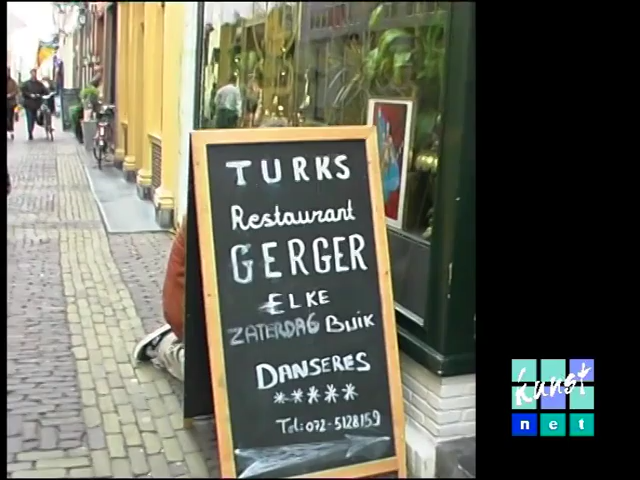 TURKS
Restaurant
GERGER
ELKE
ZATERDAG BUIK
DANSERES
*****
Tel: 072-5128159
kunst
net